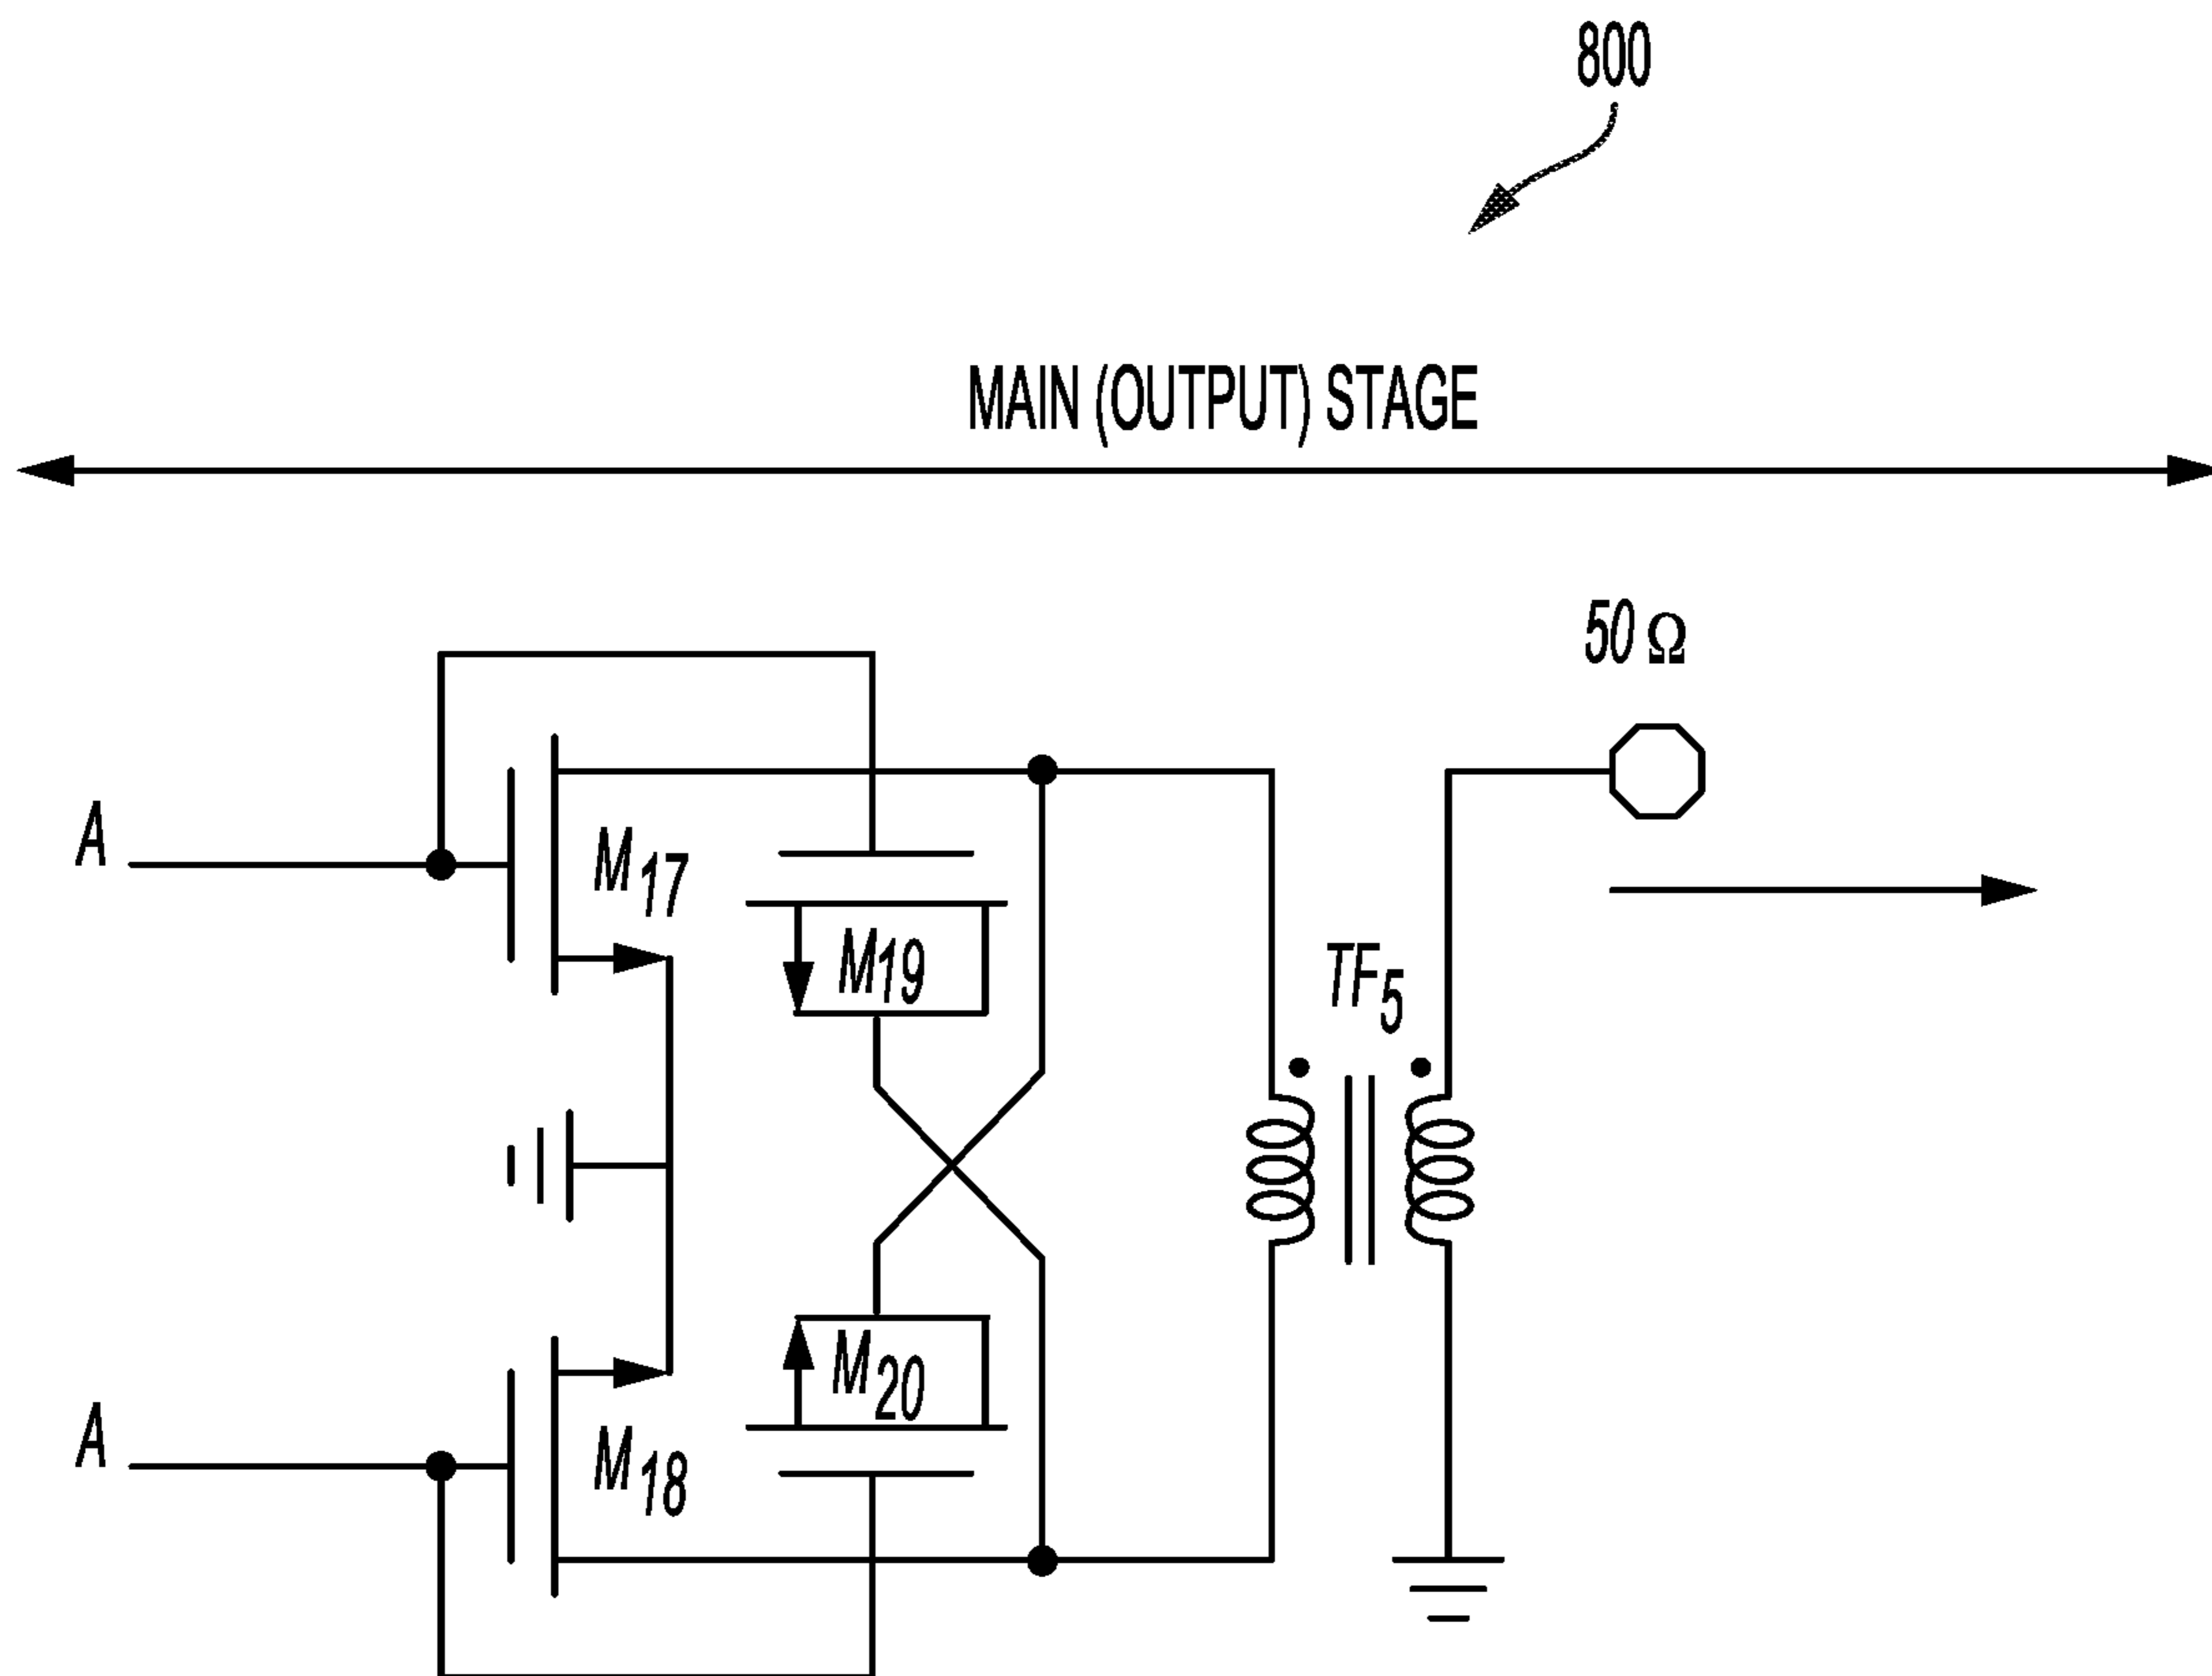 800
MAIN (OUTPUT) STAGE
50 Ω
A
M17
M19
TF5
A
M20
M18